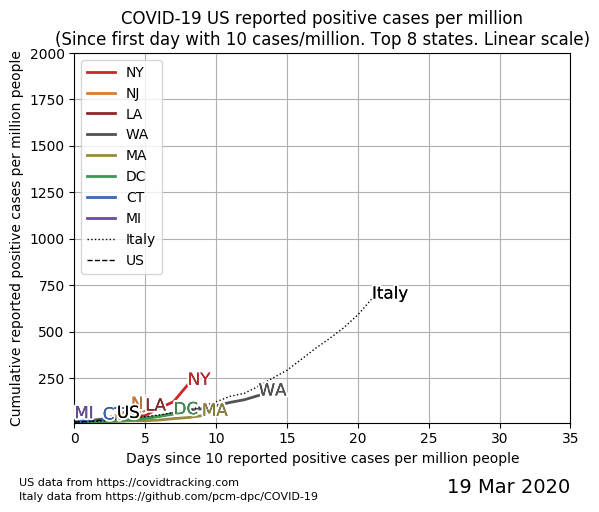 COVID-19 US reported positive cases per million
(Since first day with 10 cases/million. Top 8 states. Linear scale)
Cumulative reported positive cases per million people
2000
1750
1500
1250
1000
750
500
250
NY
NJ
LA
WA
MA
DC
CT
MI
Italy
US
Italy
NY
WA
LA
DC
MA
MI
US
0
5
10
15
20
25
30
35
Days since 10 reported positive cases per million people
US data from https://covidtracking.com
Italy data from https://github.com/pcm-dpc/COVID-19
19 Mar 2020